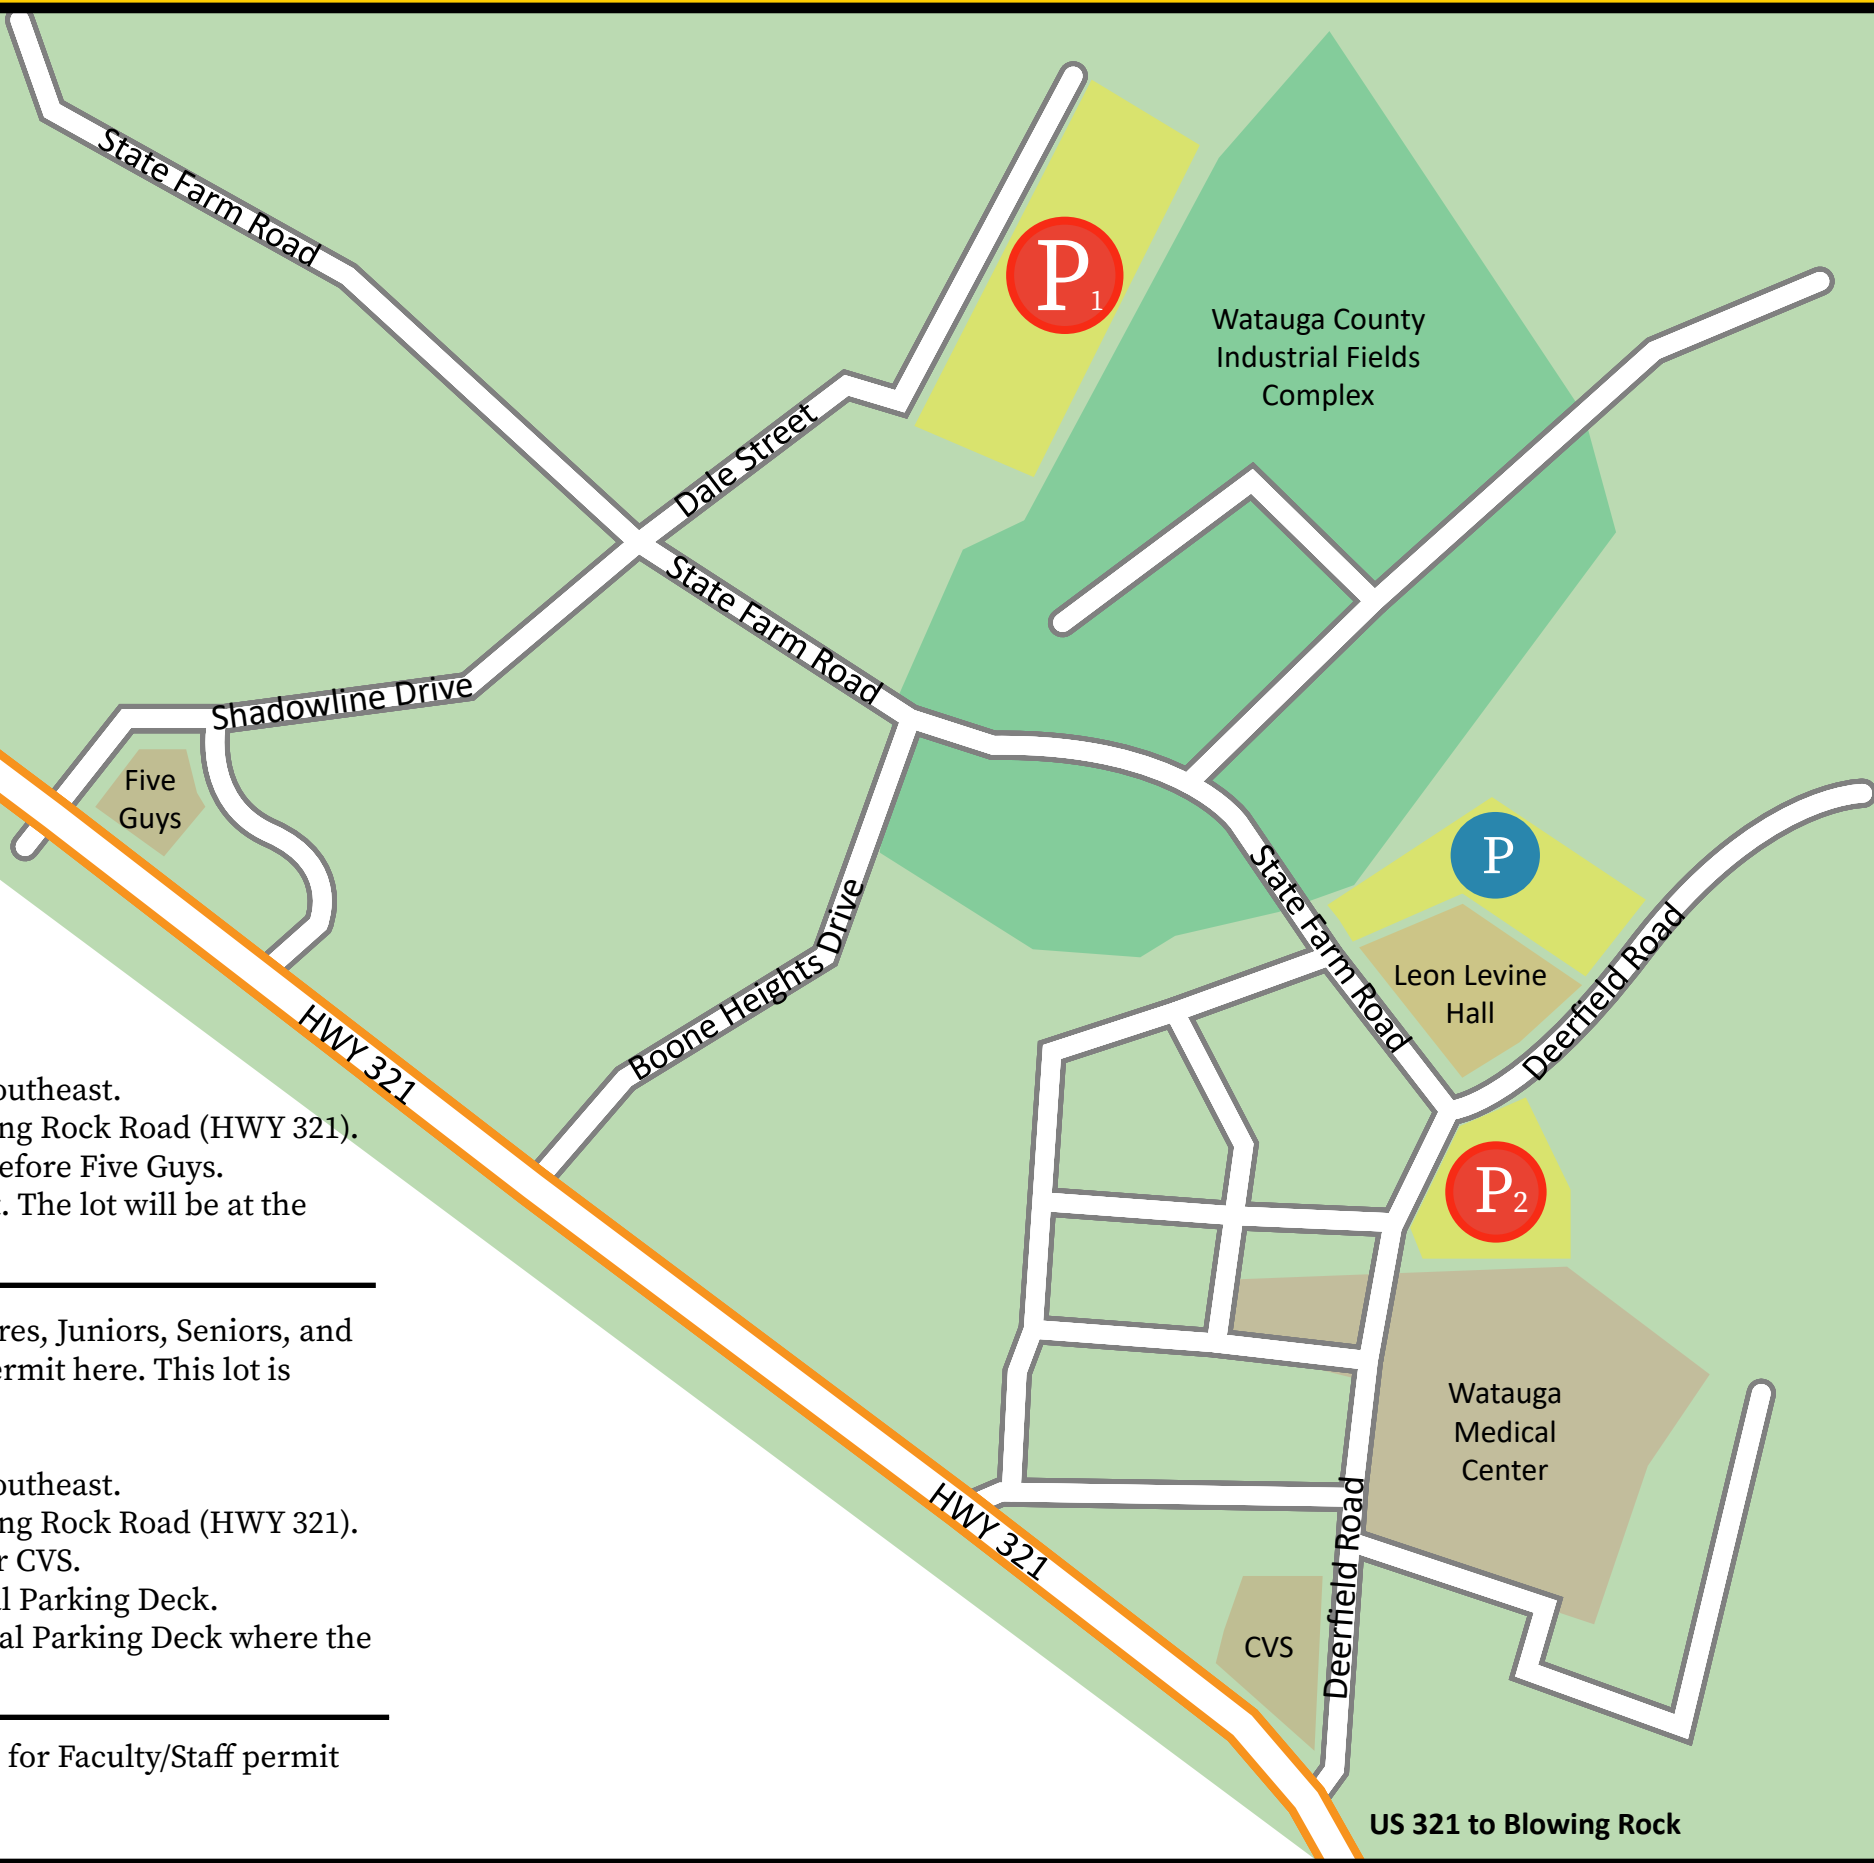 State Farm Road
P1
Watauga County
Industrial Fields
Complex
Dale Street
State Farm Road
Shadowline Drive
Five
Guys
P
State Farm Road
Leon Levine
Hall
Deerfield Road
Boone Heights Drive
HWY 321
P2
outheast.
ng Rock Road (HWY 321).
efore Five Guys.
t. The lot will be at the
res, Juniors, Seniors, and
ermit here. This lot is
outheast.
ng Rock Road (HWY 321).
r CVS.
l Parking Deck.
al Parking Deck where the
for Faculty/Staff permit
Watauga
Medical
Center
HWY 321
Deerfield Road
CVS
US 321 to Blowing Rock